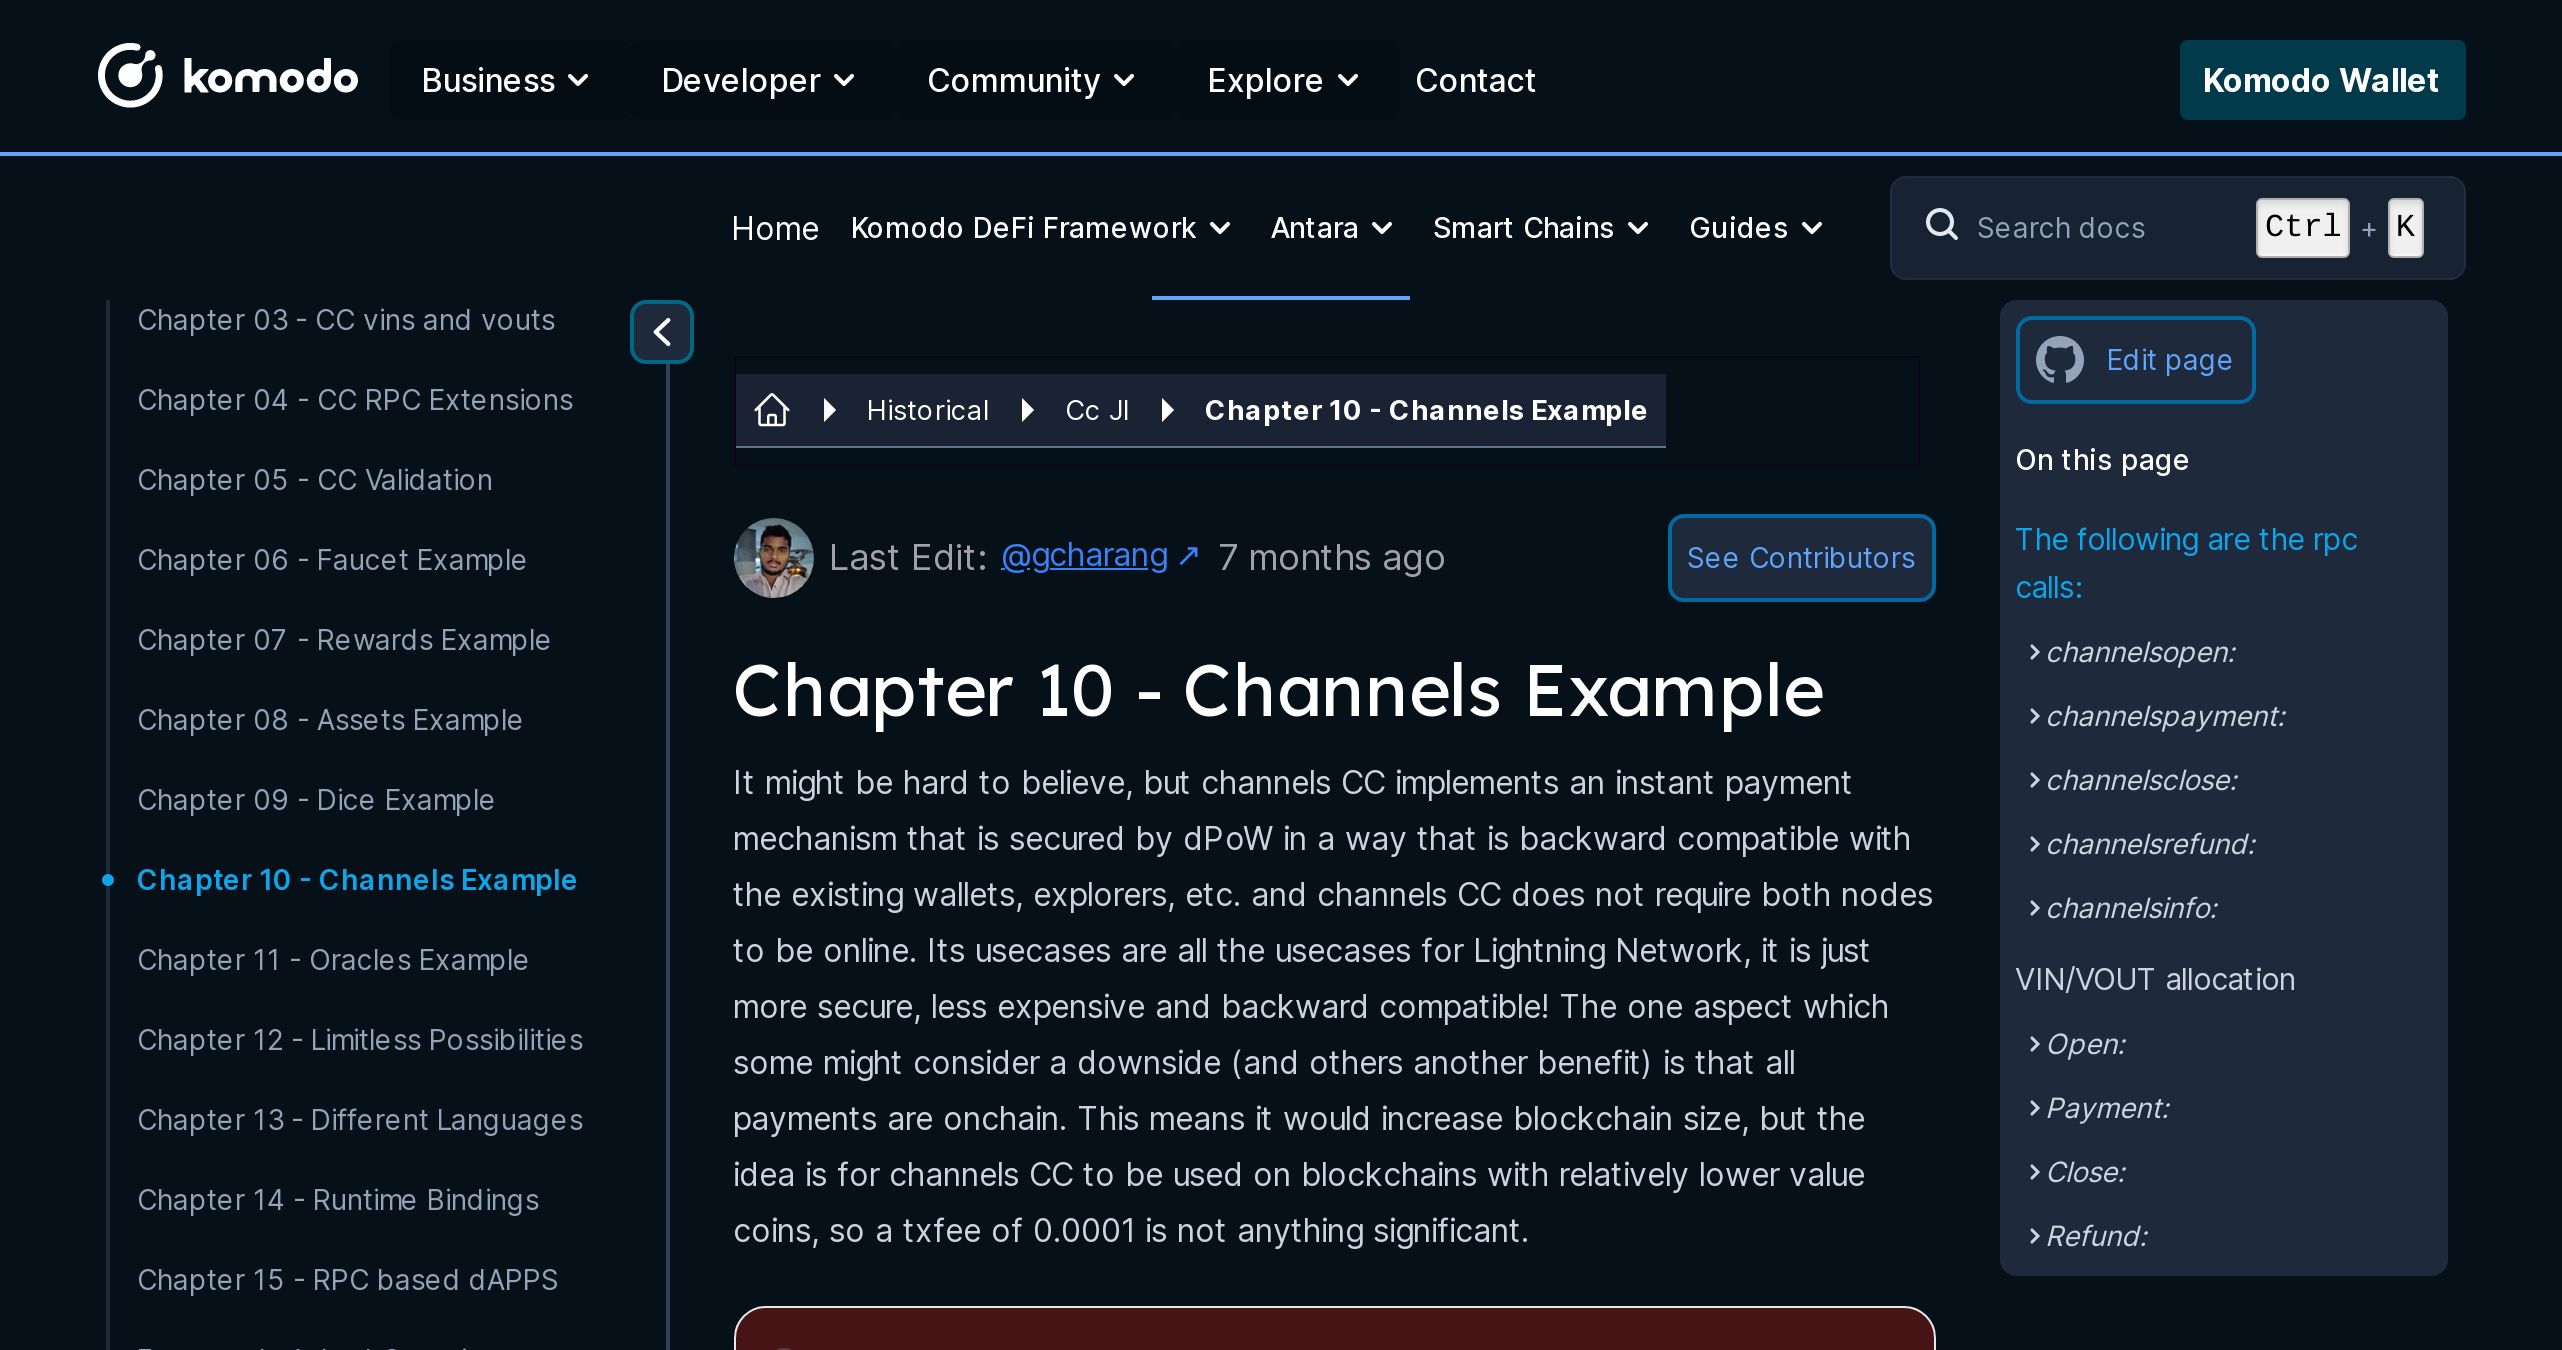 komodo
Business
Developer
Community
Explore
Contact
Komodo Wallet
Home
Komodo DeFi Framework
Antara
Smart Chains
Guides
Search docs
Ctrl + K
Chapter 03 - CC vins and vouts
Chapter 04 - CC RPC Extensions
Chapter 05 - CC Validation
Chapter 06 - Faucet Example
Chapter 07 - Rewards Example
Chapter 08 - Assets Example
Chapter 09 - Dice Example
Chapter 10 - Channels Example
Chapter 11 - Oracles Example
Chapter 12 - Limitless Possibilities
Chapter 13 - Different Languages
Chapter 14 - Runtime Bindings
Chapter 15 - RPC based dAPPS
Historical
Cc Jl
Chapter 10 - Channels Example
Last Edit: @gcharang ↗ 7 months ago
See Contributors
Chapter 10 - Channels Example
It might be hard to believe, but channels CC implements an instant payment
mechanism that is secured by dPoW in a way that is backward compatible with
the existing wallets, explorers, etc. and channels CC does not require both nodes
to be online. Its usecases are all the usecases for Lightning Network, it is just
more secure, less expensive and backward compatible! The one aspect which
some might consider a downside (and others another benefit) is that all
payments are onchain. This means it would increase blockchain size, but the
idea is for channels CC to be used on blockchains with relatively lower value
coins, so a txfee of 0.0001 is not anything significant.
Edit page
On this page
The following are the rpc
calls:
channelsopen:
channelspayment:
channelsclose:
channelsrefund:
channelsinfo:
VIN/VOUT allocation
Open:
Payment:
Close:
Refund: